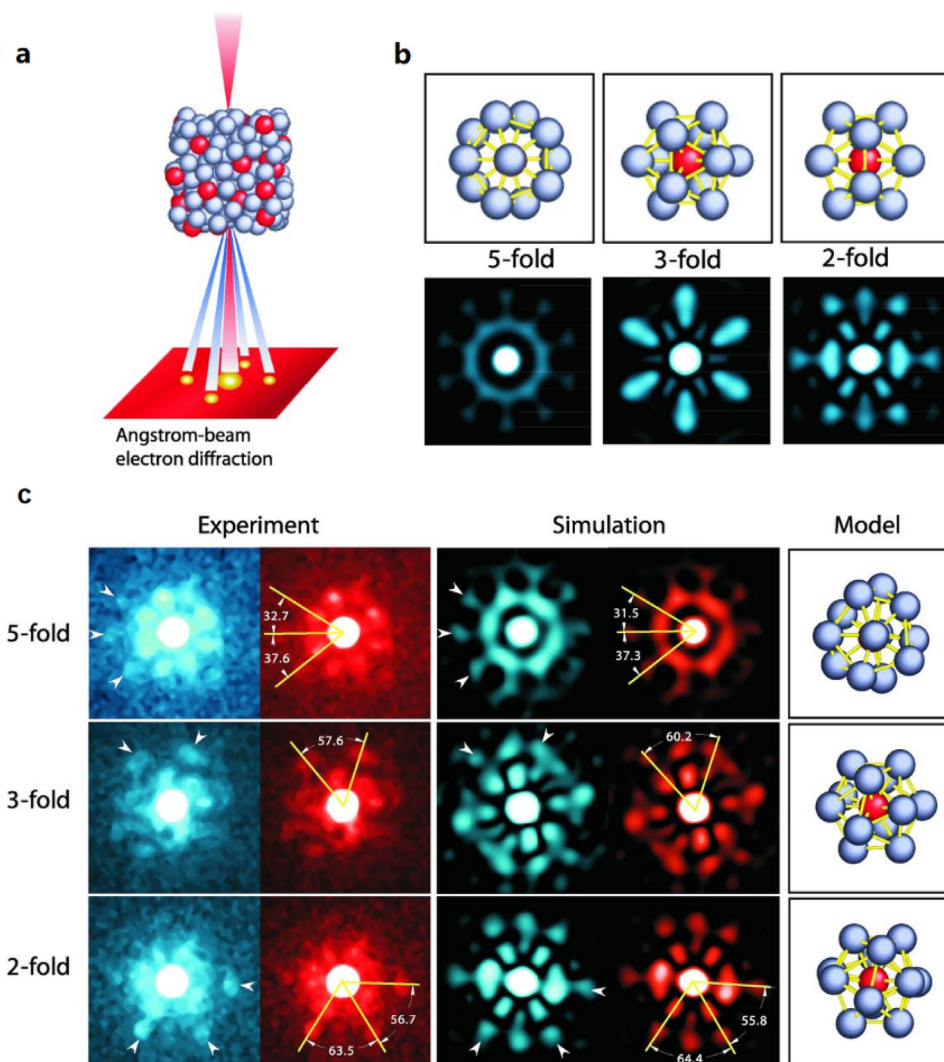 a
b
Angstrom-beam
electron diffraction
5-fold 3-fold 2-fold
c
Experiment Simulation Model
5-fold
32.7
37.6
31.5
37.3
3-fold
57.6
60.2
2-fold
56.7
63.5
55.8
64.4